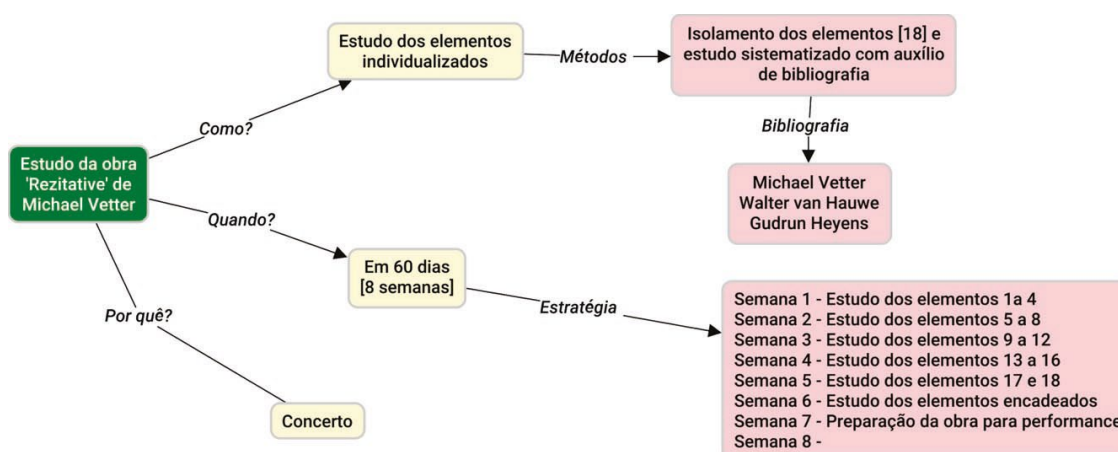 Estudo da obra
'Rezitative' de
Michael Vetter
Como?
Estudo dos elementos
individualizados
Métodos
Isolamento dos elementos [18] e
estudo sistematizado com auxílio
de bibliografia
Bibliografia
Michael Vetter
Walter van Hauwe
Gudrun Heyens
Quando?
Em 60 dias
[8 semanas]
Estratégia
Semana 1 - Estudo dos elementos 1a 4
Semana 2 - Estudo dos elementos 5 a 8
Semana 3 - Estudo dos elementos 9 a 12
Semana 4 - Estudo dos elementos 13 a 16
Semana 5 - Estudo dos elementos 17 e 18
Semana 6 - Estudo dos elementos encadeados
Semana 7 - Preparação da obra para performance
Semana 8 -
Por quê?
Concerto